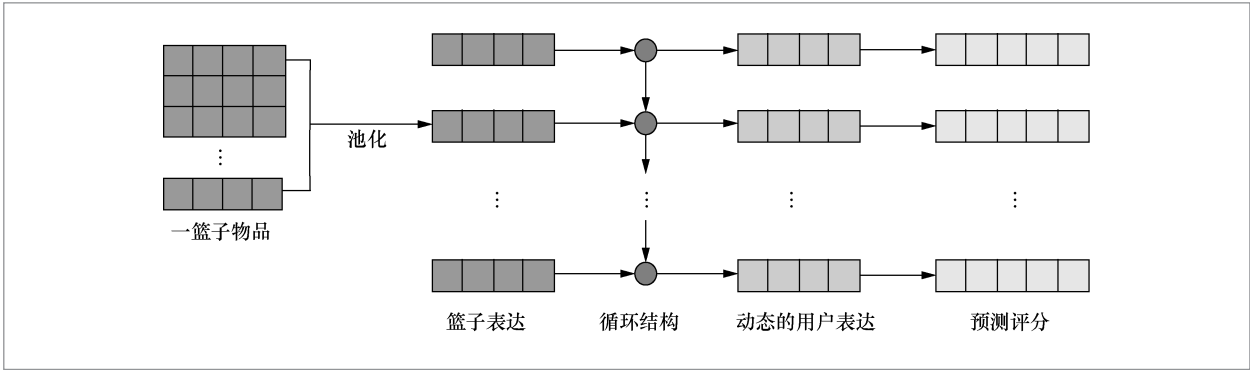 池化
一篮子物品
篮子表达
循环结构
动态的用户表达
预测评分